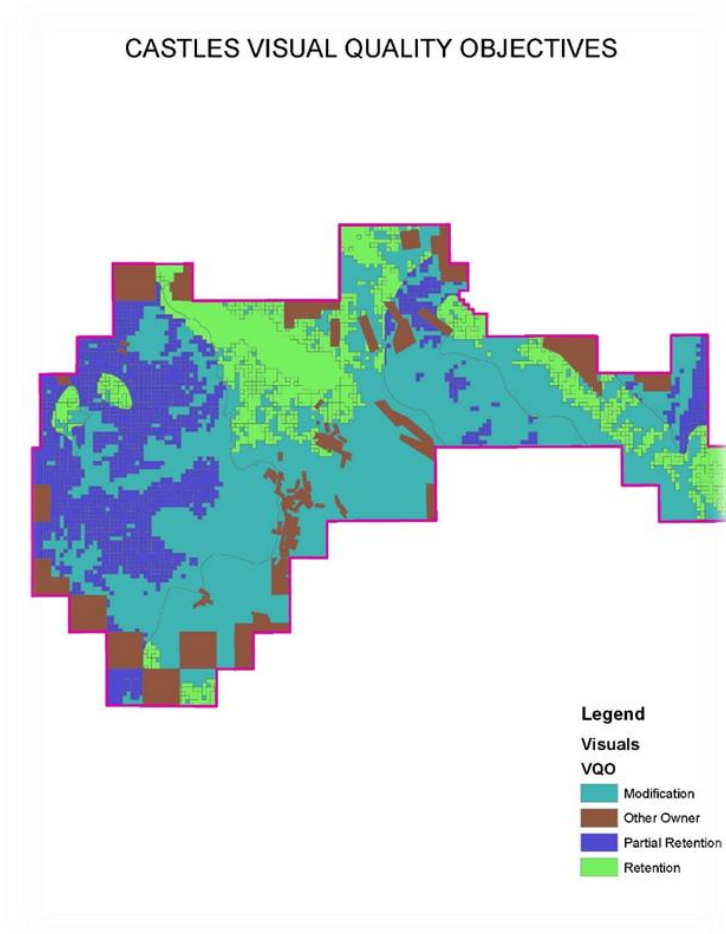 CASTLES VISUAL QUALITY OBJECTIVES
Legend
Visuals
VQO
Modification
Other Owner
Partial Retention
Retention